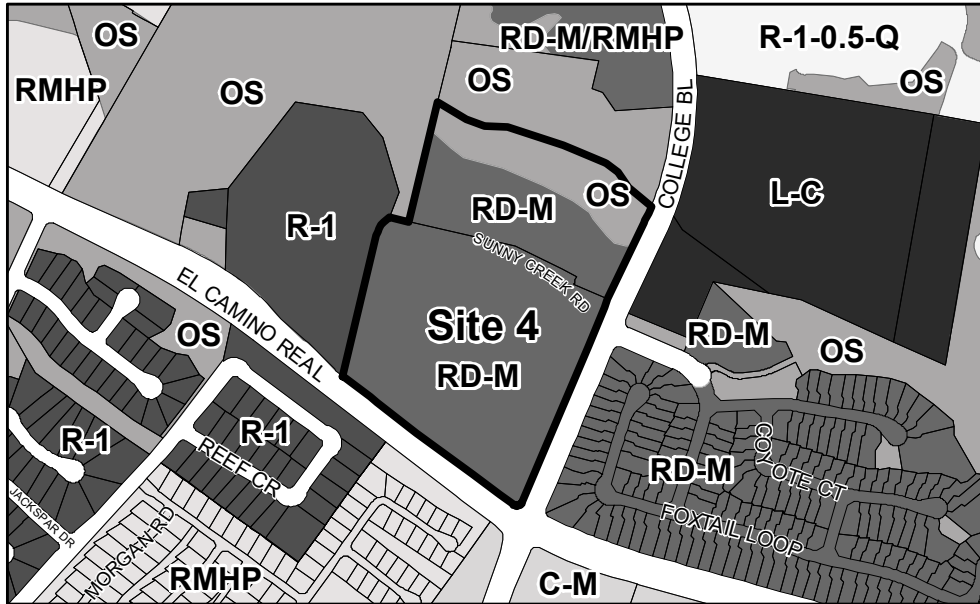 OS
RD-M/RMHP
R-1-0.5-Q
RMHP
OS
OS
OS
COLLEGE BL
L-C
OS
RD-M
R-1
SUNNY CREEK RD
EL CAMINO REAL
Site 4
RD-M
OS
RD-M
OS
R-1
R-1
REEF CR
COYOTE CT
RD-M
FOXTAIL LOOP
JACKSPAR DR
MORGAN RD
RMHP
C-M